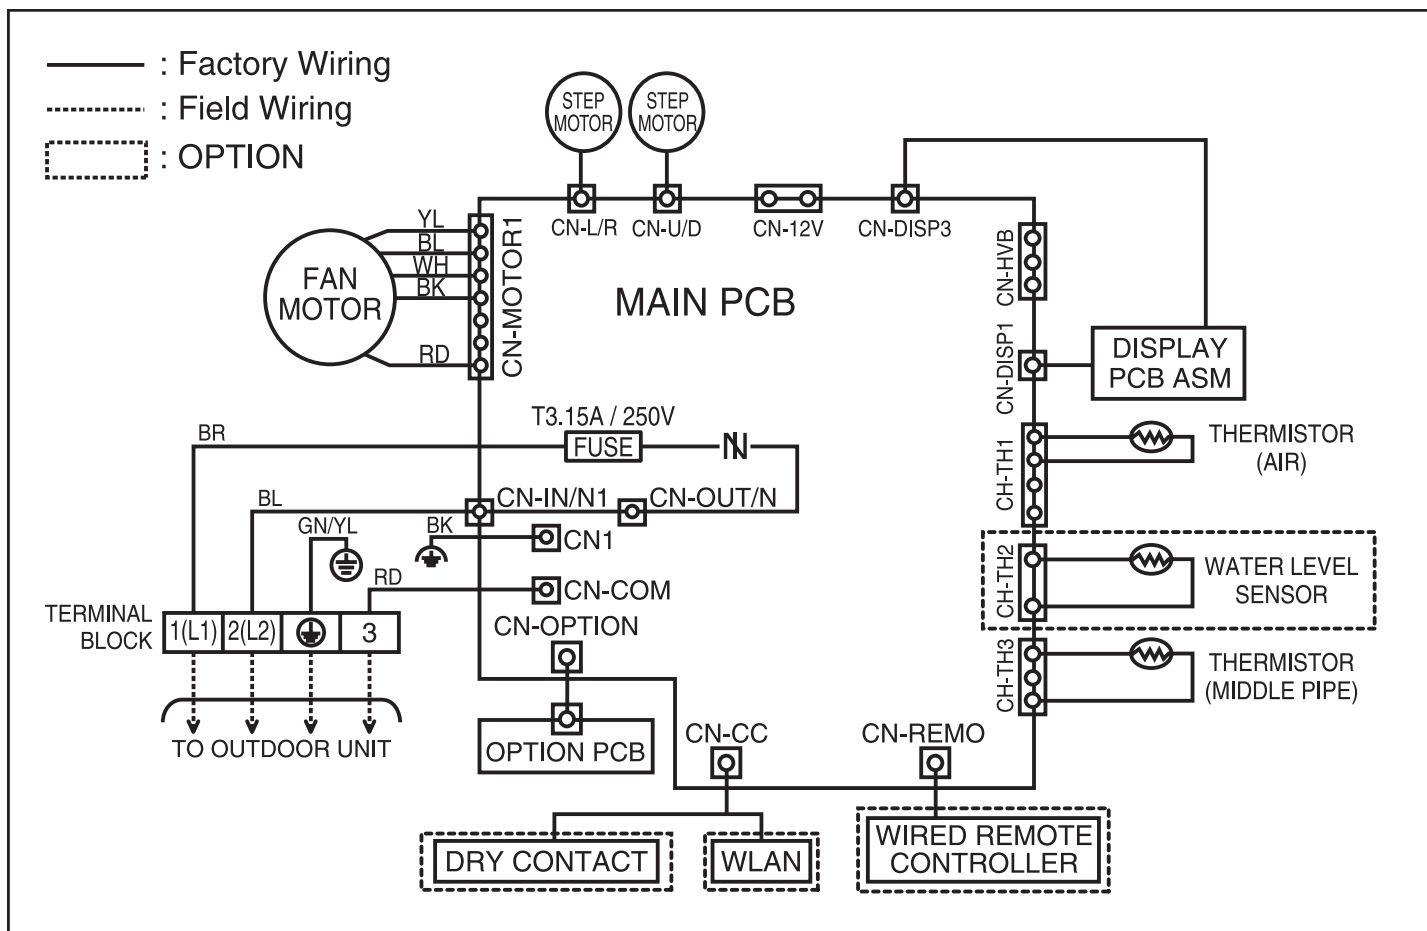 : Factory Wiring
: Field Wiring
: OPTION
STEP
MOTOR
STEP
MOTOR
CN-L/R
CN-U/D
CN-12V
CN-DISP3
YL
BL
WH
BK
RD
FAN
MOTOR
CN-MOTOR1
MAIN PCB
CN-HVB
CN-DISP1
DISPLAY
PCB ASM
T3.15A / 250V
FUSE
BR
CH-TH1
THERMISTOR
(AIR)
BL
CN-IN/N1
CN-OUT/N
GN/YL
BK
CN1
CH-TH2
WATER LEVEL
SENSOR
RD
CN-COM
TERMINAL
BLOCK
1(L1)
2(L2)
3
CN-OPTION
CH-TH3
THERMISTOR
(MIDDLE PIPE)
TO OUTDOOR UNIT
OPTION PCB
CN-CC
CN-REMO
DRY CONTACT
WLAN
WIRED REMOTE
CONTROLLER